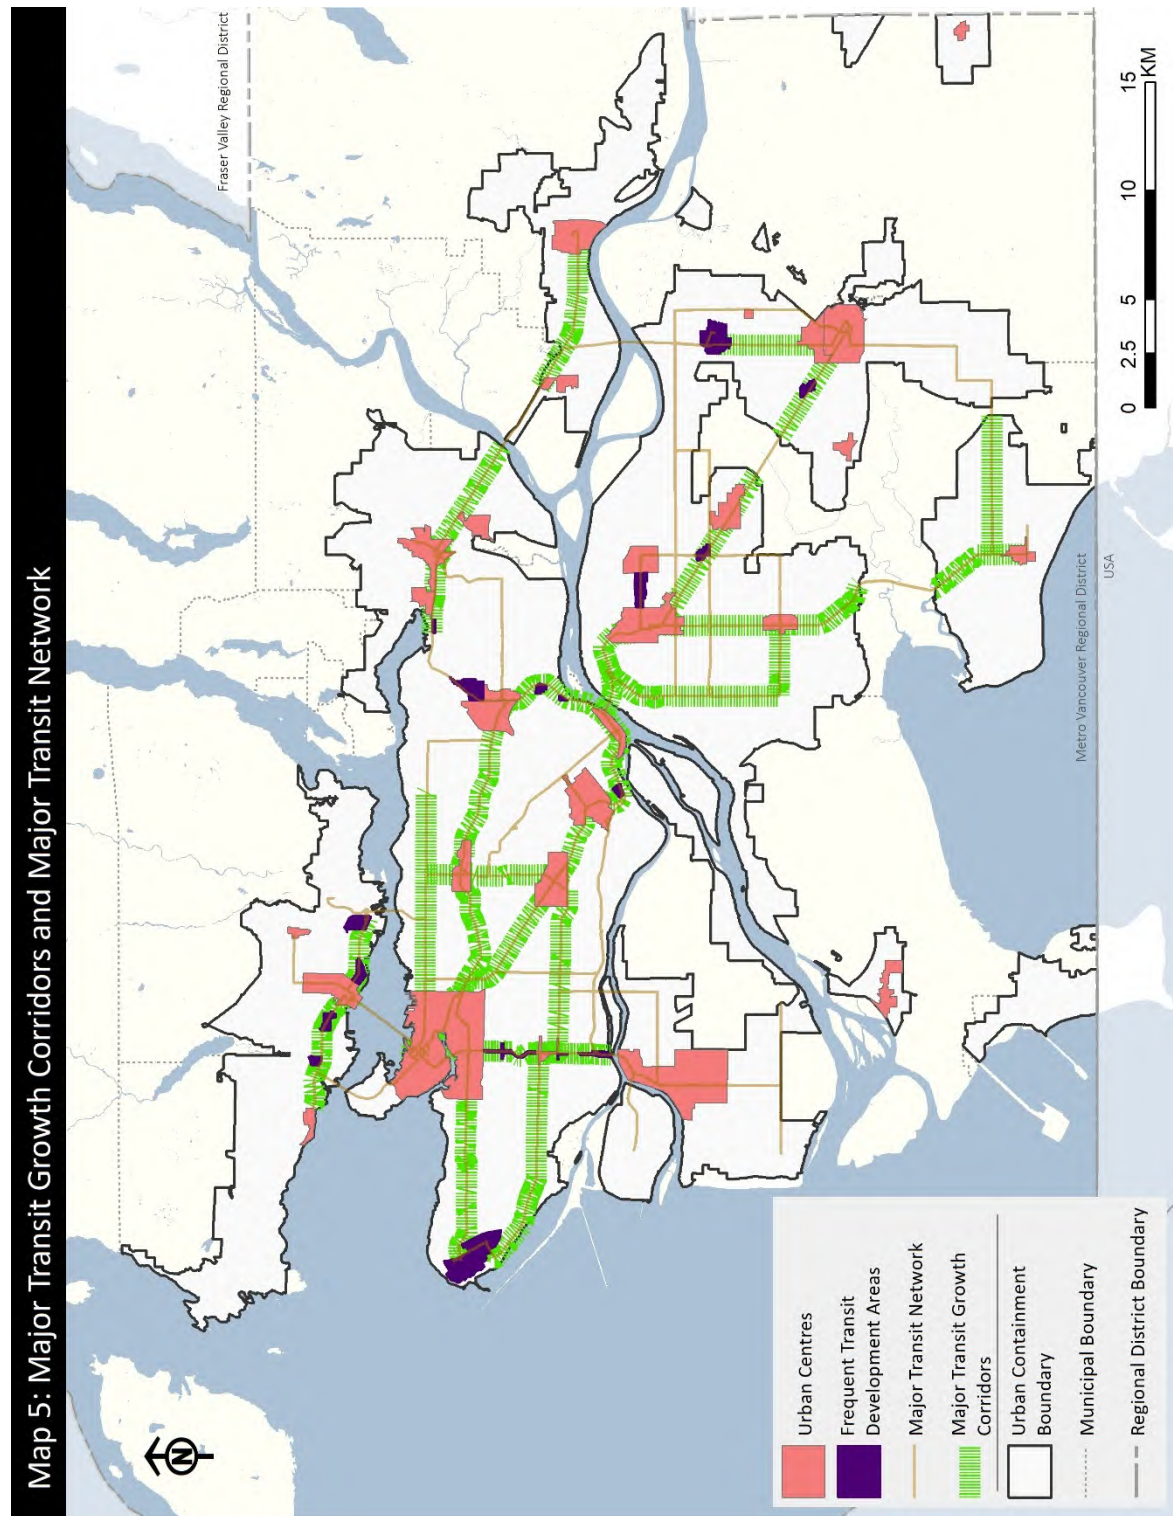 Map 5: Major Transit Growth Corridors and Major Transit Network
Fraser Valley Regional District
Metro Vancouver Regional District
USA
N
0 2.5 5 10 15
KM
Urban Centres
Frequent Transit
Development Areas
Major Transit Network
Major Transit Growth
Corridors
Urban Containment
Boundary
Municipal Boundary
Regional District Boundary